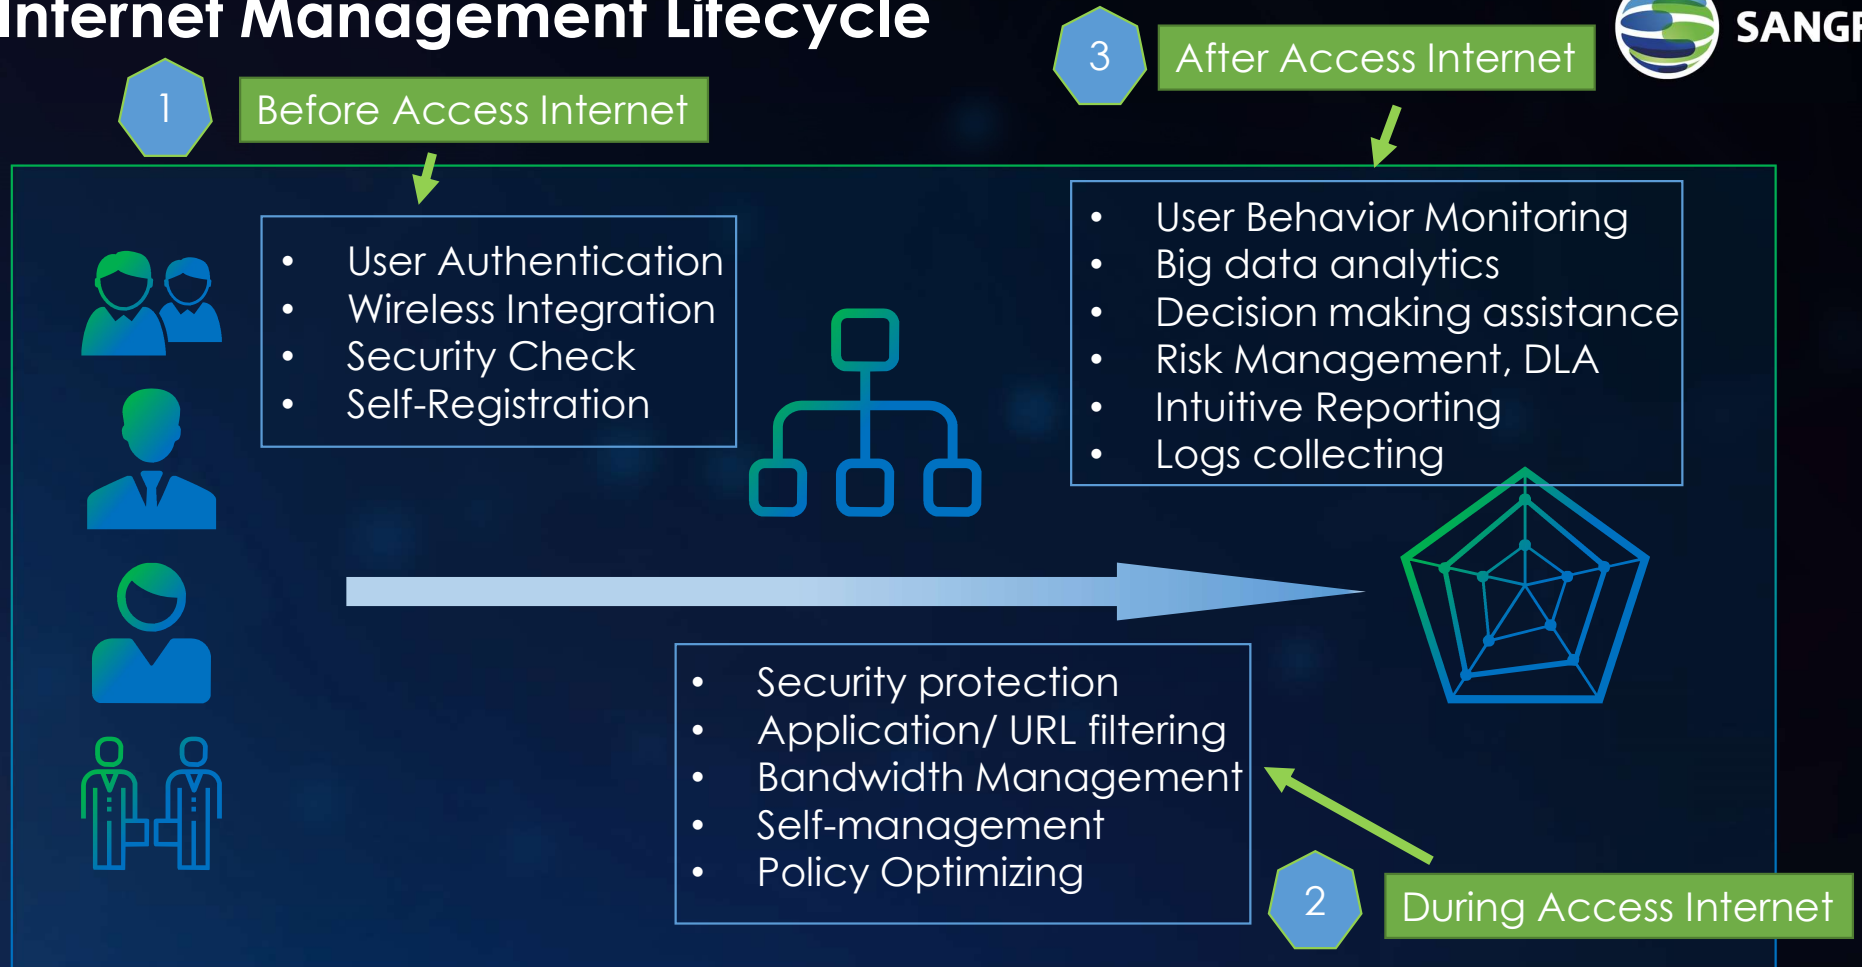 Internet Management Lifecycle
SANGF
1
Before Access Internet
3
After Access Internet
• User Authentication
• Wireless Integration
• Security Check
• Self-Registration
• User Behavior Monitoring
• Big data analytics
• Decision making assistance
• Risk Management, DLA
• Intuitive Reporting
• Logs collecting
• Security protection
• Application/ URL filtering
• Bandwidth Management
• Self-management
• Policy Optimizing
2
During Access Internet